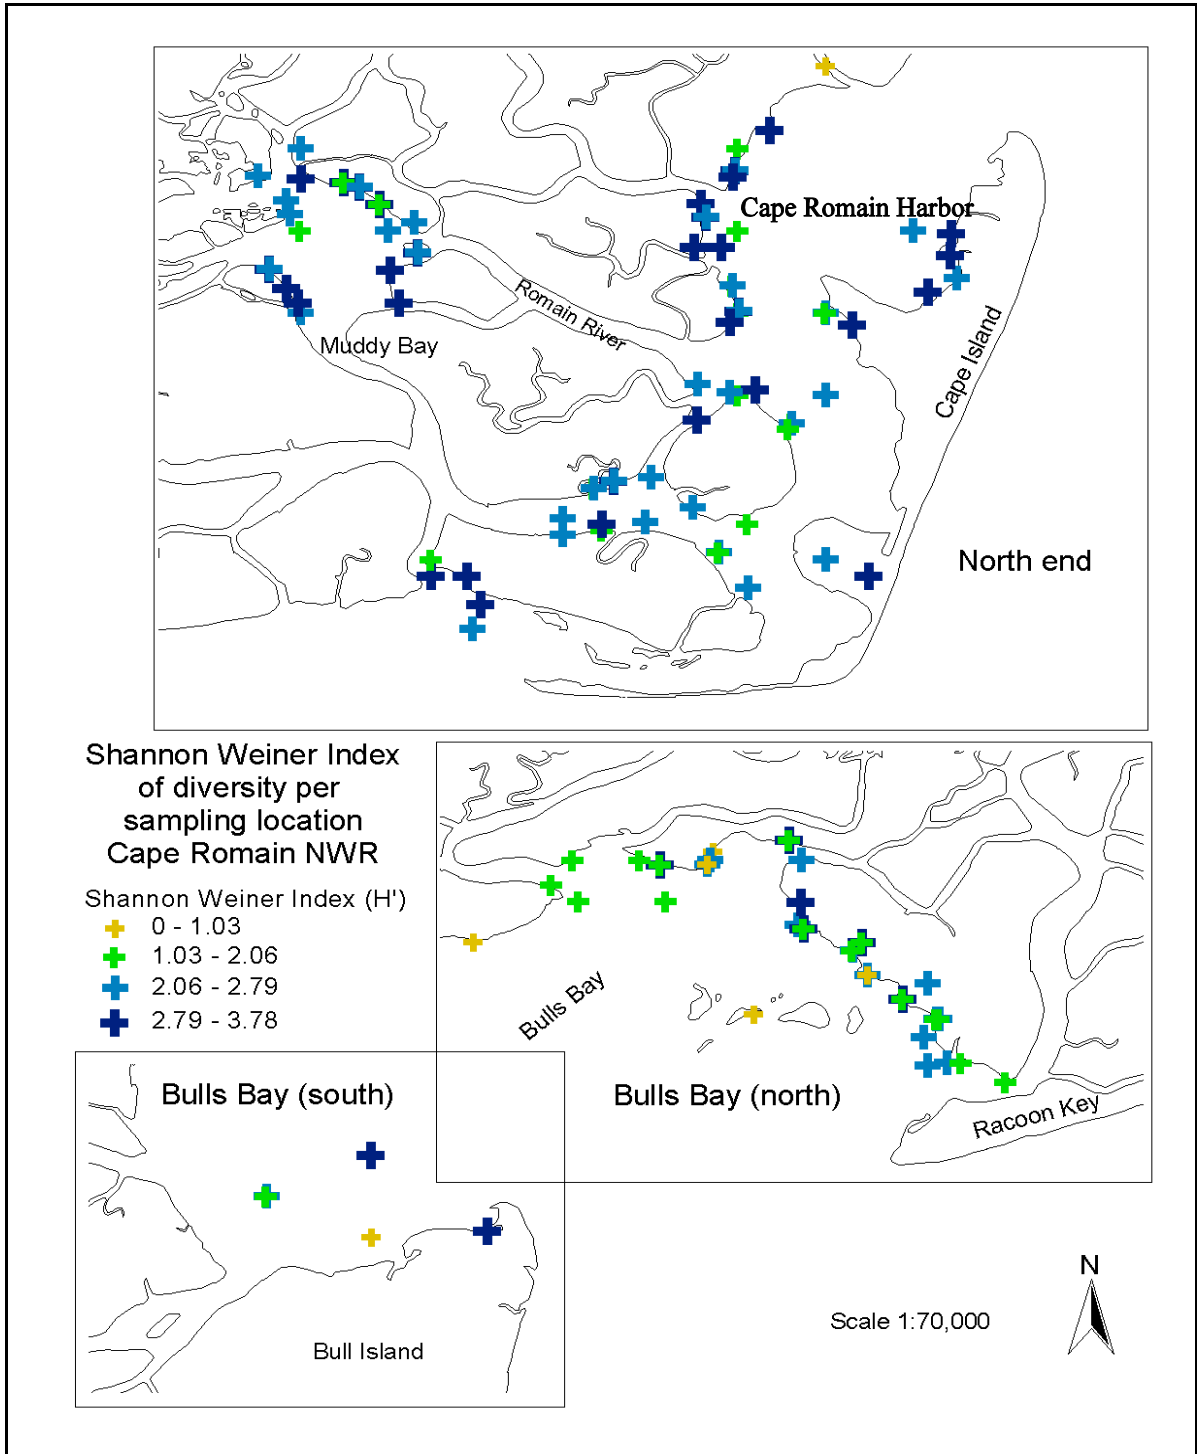 Cape Romain Harbor
Romain River
Muddy Bay
Cape Island
North end
Shannon Weiner Index
of diversity per
sampling location
Cape Romain NWR
Shannon Weiner Index (H')
0 - 1.03
1.03 - 2.06
2.06 - 2.79
2.79 - 3.78
Bulls Bay
Bulls Bay (north)
Racoon Key
Bulls Bay (south)
Bull Island
N
Scale 1:70,000